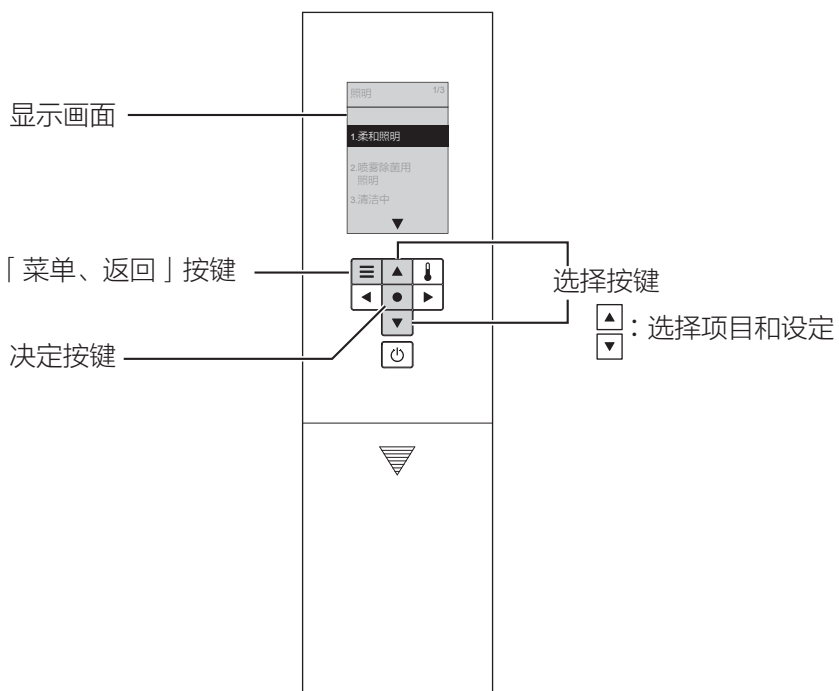 照明 1/3
1.柔和照明
2.喷雾除菌用
照明
3.清洁中
显示画面
「菜单、返回」按键
决定按键
选择按键
：选择项目和设定